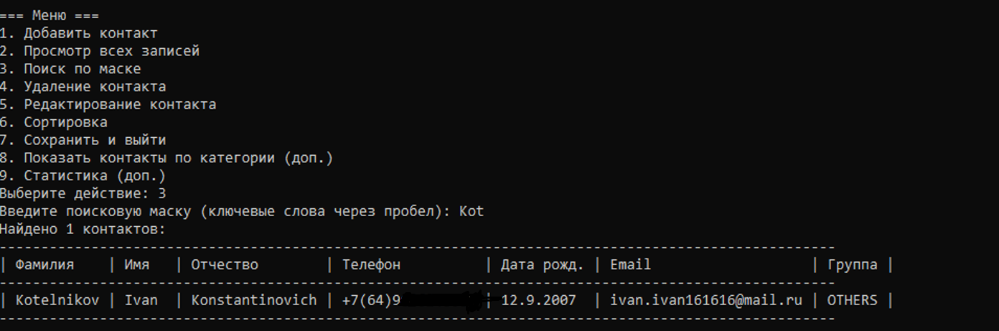 === Меню ===
1. Добавить контакт
2. Просмотр всех записей
3. Поиск по маске
4. Удаление контакта
5. Редактирование контакта
6. Сортировка
7. Сохранить и выйти
8. Показать контакты по категории (доп.)
9. Статистика (доп.)
Выберите действие: 3
Введите поисковую маску (ключевые слова через пробел): Kot
Найдено 1 контактов:
| Фамилия | Имя | Отчество | Телефон | Дата рожд. | Email | Группа |
| Kotelnikov | Ivan | Konstantinovich | +7(64)9 | 12.9.2007 | ivan.ivan161616@mail.ru | OTHERS |